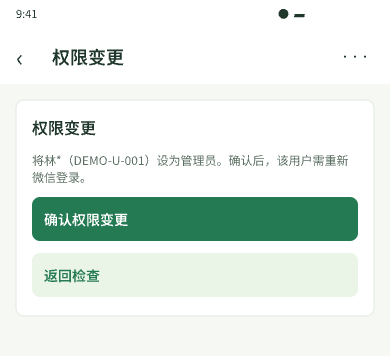 9:41
‹ 权限变更 ···
权限变更
将林*（DEMO-U-001）设为管理员。确认后，该用户需重新
微信登录。
确认权限变更
返回检查